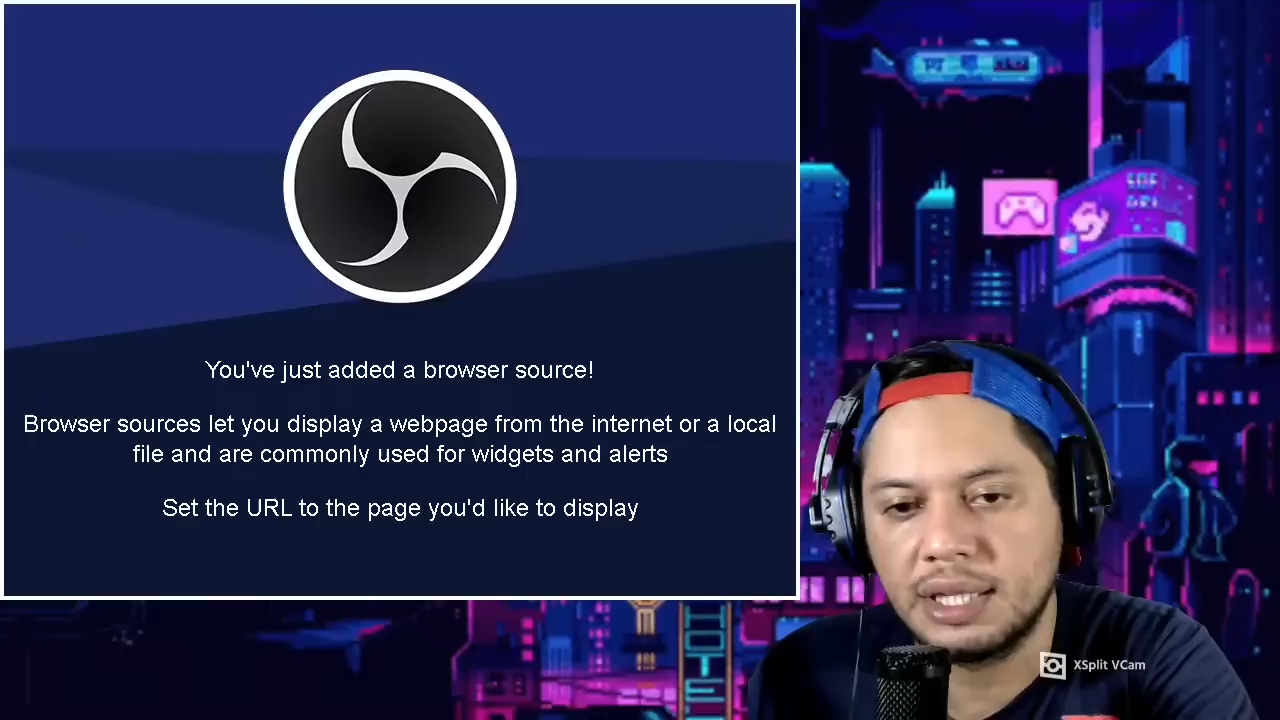 You've just added a browser source!
Browser sources let you display a webpage from the internet or a local
file and are commonly used for widgets and alerts
Set the URL to the page you'd like to display
HOTE
XSplit VCam